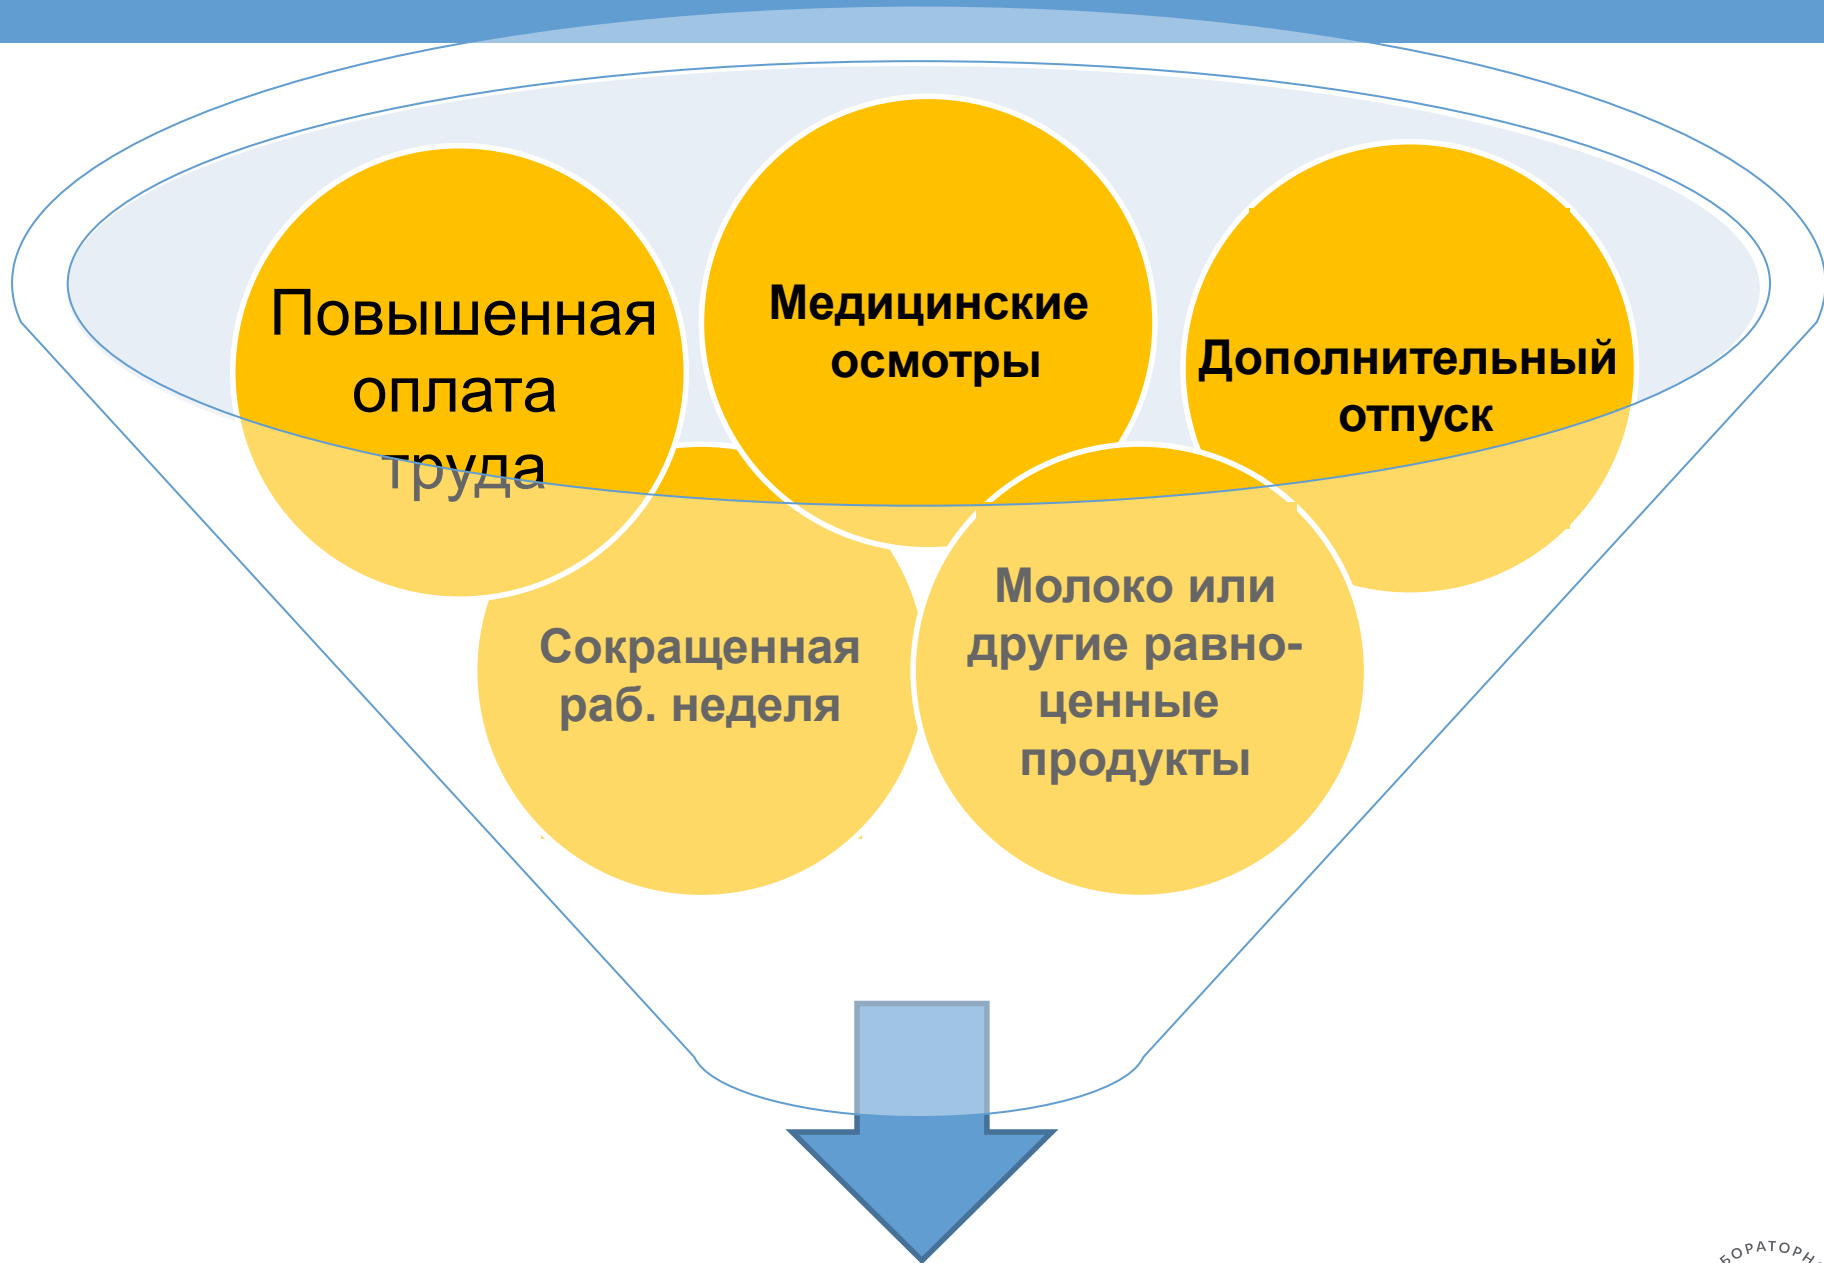 Повышенная
оплата
труда
Медицинские
осмотры
Дополнительный
отпуск
Сокращенная
раб. неделя
Молоко или
другие равно-
ценные
продукты